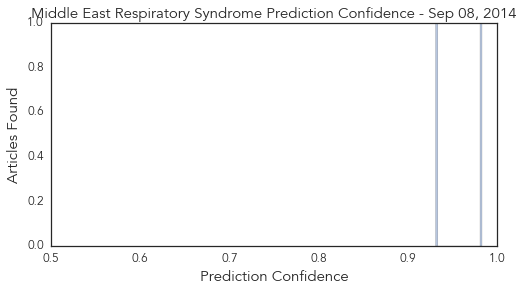 Middle East Respiratory Syndrome Prediction Confidence - Sep 08, 2014
1.0
0.8
0.6
0.4
0.2
0.0
Articles Found
0.5 0.6 0.7 0.8 0.9 1.0
Prediction Confidence